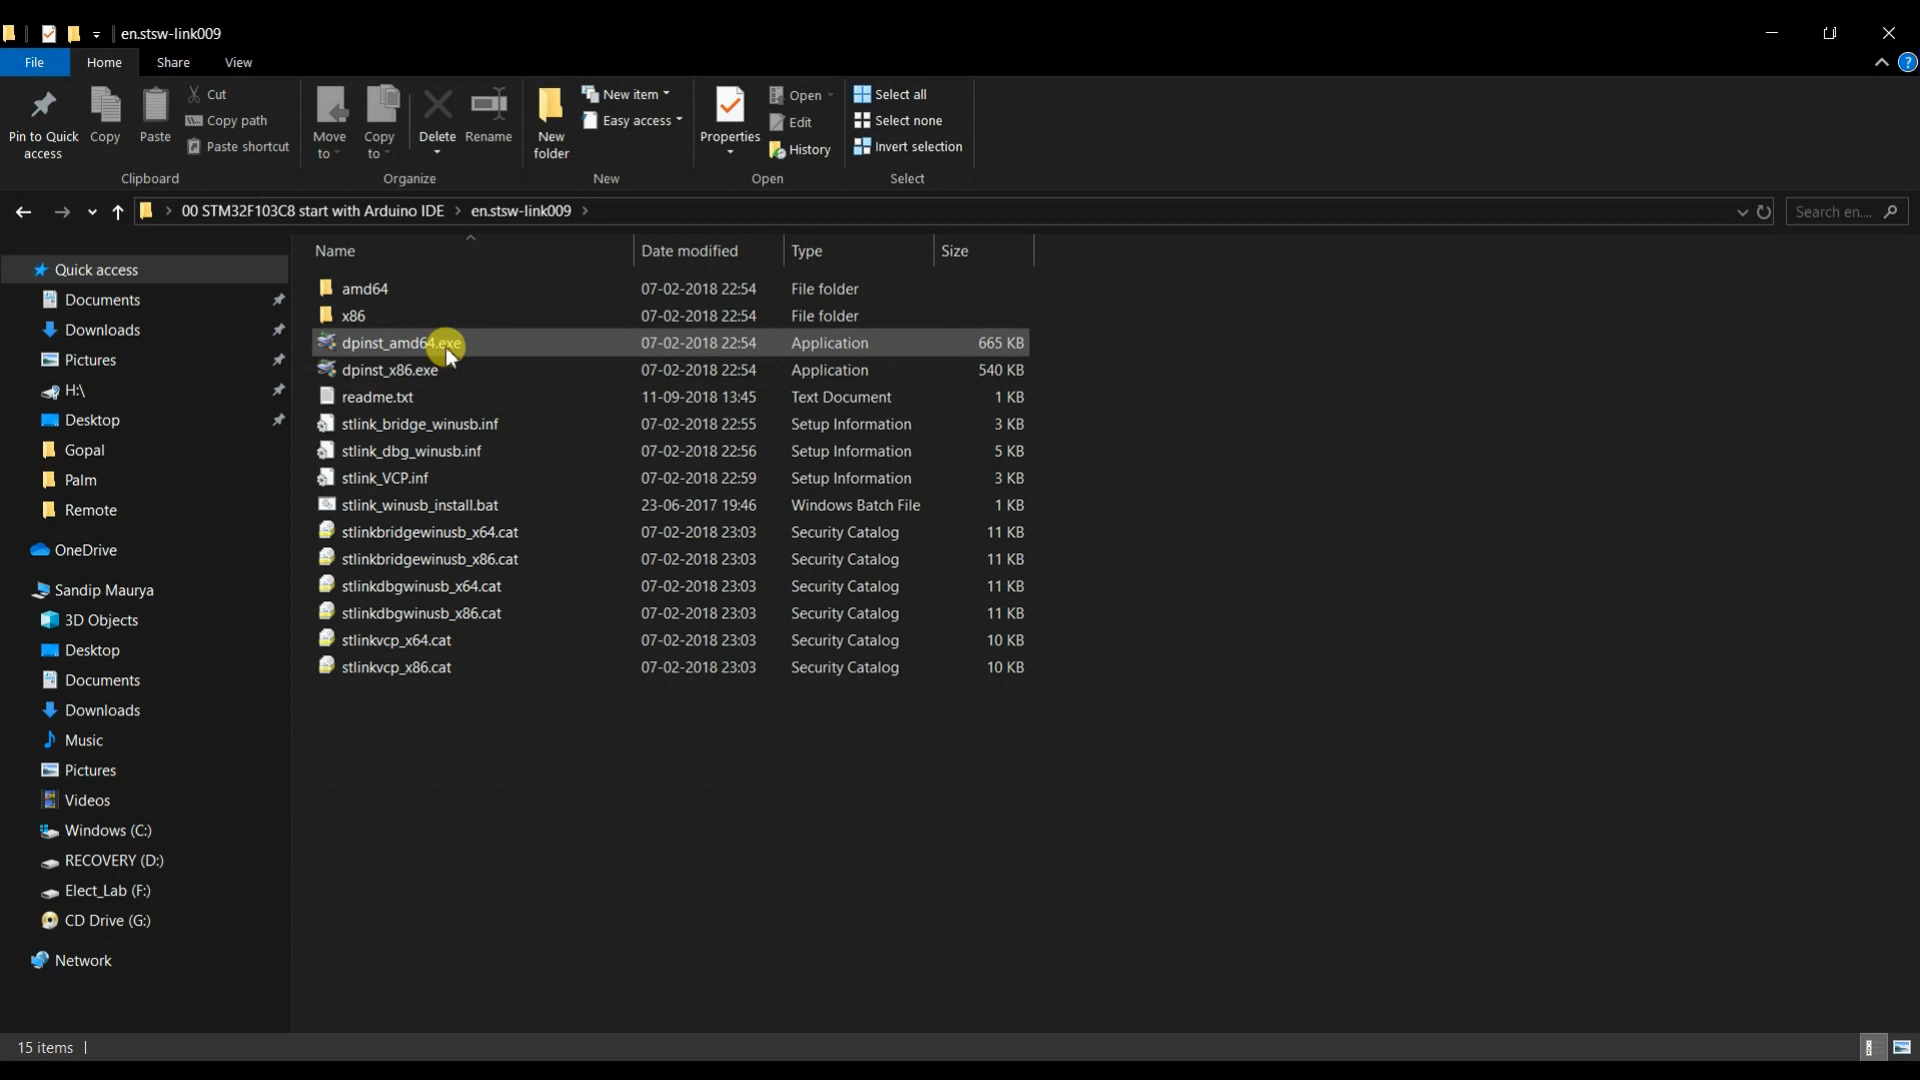 en.stsw-link009
File Home Share View
Pin to Quick access
Copy
Paste
Cut
Copy path
Paste shortcut
Clipboard
Move to
Copy to
Delete
Rename
Organize
New folder
New item
Easy access
New
Properties
Open
Edit
History
Open
Select all
Select none
Invert selection
Select
00 STM32F103C8 start with Arduino IDE > en.stsw-link009 >
Search en....
Name Date modified Type Size
Quick access
Documents
Downloads
Pictures
H:\
Desktop
Gopal
Palm
Remote
OneDrive
Sandip Maurya
3D Objects
Desktop
Documents
Downloads
Music
Pictures
Videos
Windows (C:)
RECOVERY (D:)
Elect_Lab (F:)
CD Drive (G:)
Network
amd64 07-02-2018 22:54 File folder
x86 07-02-2018 22:54 File folder
dpinst_amd64.exe 07-02-2018 22:54 Application 665 KB
dpinst_x86.exe 07-02-2018 22:54 Application 540 KB
readme.txt 11-09-2018 13:45 Text Document 1 KB
stlink_bridge_winusb.inf 07-02-2018 22:55 Setup Information 3 KB
stlink_dbg_winusb.inf 07-02-2018 22:56 Setup Information 5 KB
stlink_VCP.inf 07-02-2018 22:59 Setup Information 3 KB
stlink_winusb_install.bat 23-06-2017 19:46 Windows Batch File 1 KB
stlinkbridgewinusb_x64.cat 07-02-2018 23:03 Security Catalog 11 KB
stlinkbridgewinusb_x86.cat 07-02-2018 23:03 Security Catalog 11 KB
stlinkdbgwinusb_x64.cat 07-02-2018 23:03 Security Catalog 11 KB
stlinkdbgwinusb_x86.cat 07-02-2018 23:03 Security Catalog 11 KB
stlinkvcp_x64.cat 07-02-2018 23:03 Security Catalog 10 KB
stlinkvcp_x86.cat 07-02-2018 23:03 Security Catalog 10 KB
15 items